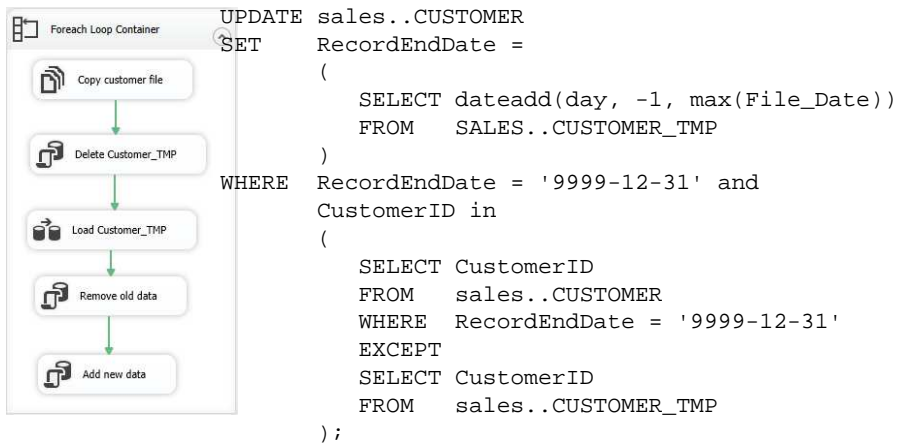 Foreach Loop Container
Copy customer file
Delete Customer_TMP
Load Customer_TMP
Remove old data
Add new data
UPDATE sales..CUSTOMER
SET RecordEndDate =
(
SELECT dateadd(day, -1, max(File_Date))
FROM SALES..CUSTOMER_TMP
)
WHERE RecordEndDate = '9999-12-31' and
CustomerID in
(
SELECT CustomerID
FROM sales..CUSTOMER
WHERE RecordEndDate = '9999-12-31'
EXCEPT
SELECT CustomerID
FROM sales..CUSTOMER_TMP
);